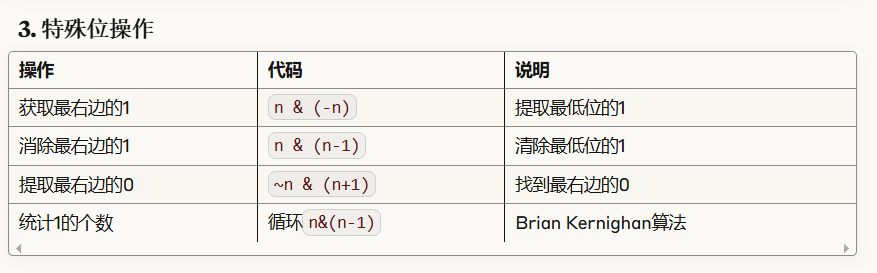 3. 特殊位操作
操作 代码 说明
获取最右边的1 n & (-n) 提取最低位的1
消除最右边的1 n & (n-1) 清除最低位的1
提取最右边的0 ~n & (n+1) 找到最右边的0
统计1的个数 循环n&(n-1) Brian Kernighan算法